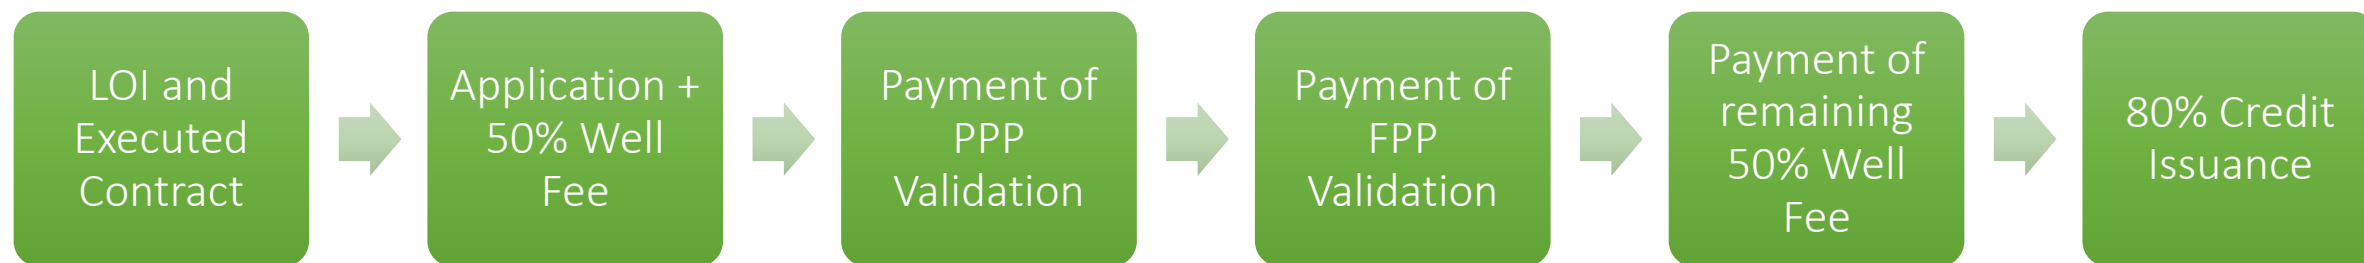 LOI and
Executed
Contract
Application +
50% Well
Fee
Payment of
PPP
Validation
Payment of
FPP
Validation
Payment of
remaining
50% Well
Fee
80% Credit
Issuance